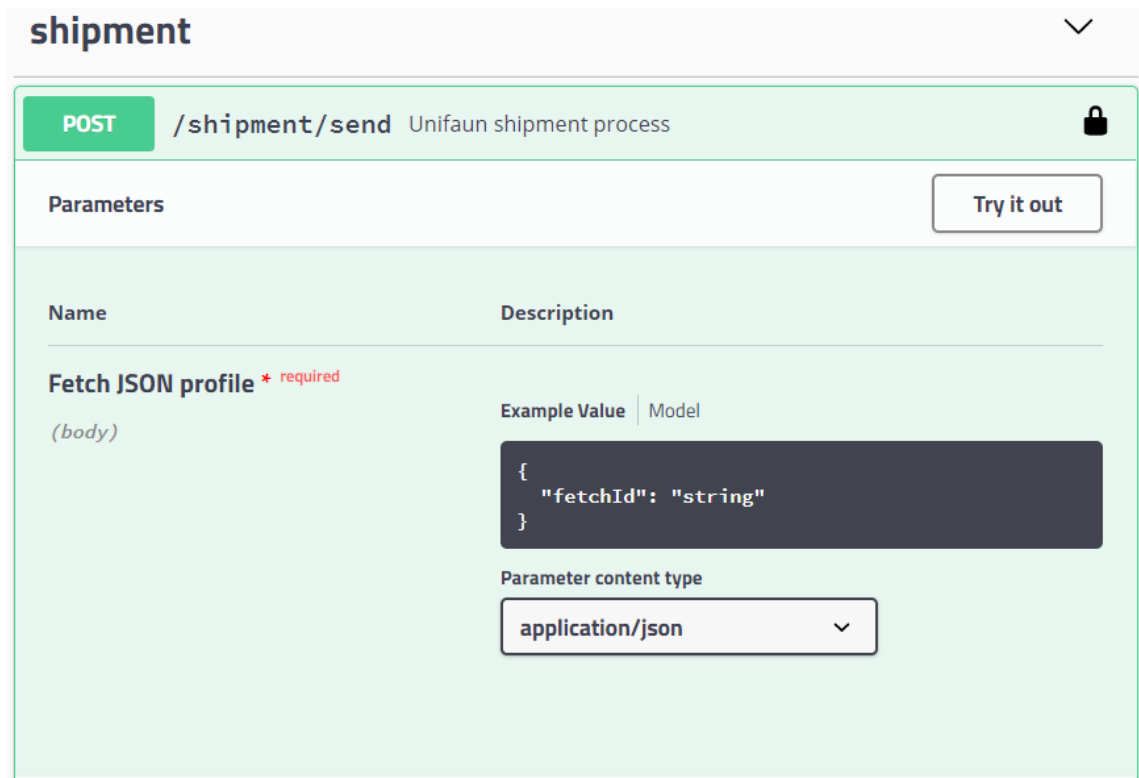 shipment
POST /shipment/send Unifaun shipment process
Parameters
Try it out
Name Description
Fetch JSON profile * required
(body)
Example Value Model
{
"fetchId": "string"
}
Parameter content type
application/json